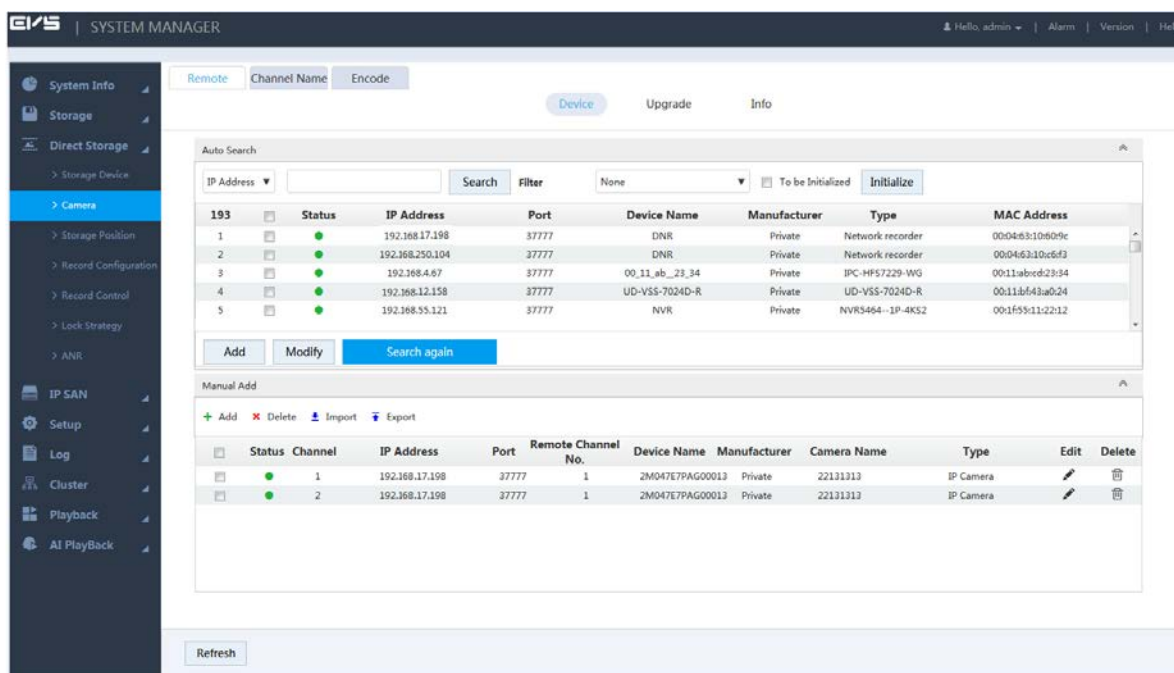 EVS | SYSTEM MANAGER
Hello, admin | Alarm | Version | Hel
System Info
Storage
Direct Storage
> Storage Device
> Camera
> Storage Position
> Record Configuration
> Record Control
> Lock Strategy
> ANR
IP SAN
Setup
Log
Cluster
Playback
AI PlayBack
Remote Channel Name Encode
Device Upgrade Info
Auto Search
IP Address Search Filter None To be Initialized Initialize
193 Status IP Address Port Device Name Manufacturer Type MAC Address
1 192.168.17.198 37777 DNR Private Network recorder 00:04:63:10:60:9c
2 192.168.250.104 37777 DNR Private Network recorder 00:04:63:10:c6:f3
3 192.168.4.67 37777 00_11_ab__23_34 Private IPC-HFS7229-WG 00:11:ab:cd:23:34
4 192.168.12.158 37777 UD-VSS-7024D-R Private UD-VSS-7024D-R 00:11:bf:43:a0:24
5 192.168.55.121 37777 NVR Private NVR5464--1P-4KS2 00:1f:55:11:22:12
Add Modify Search again
Manual Add
+ Add Delete Import Export
Status Channel IP Address Port Remote Channel No. Device Name Manufacturer Camera Name Type Edit Delete
1 192.168.17.198 37777 1 2M047E7PAG00013 Private 22131313 IP Camera
2 192.168.17.198 37777 1 2M047E7PAG00013 Private 22131313 IP Camera
Refresh